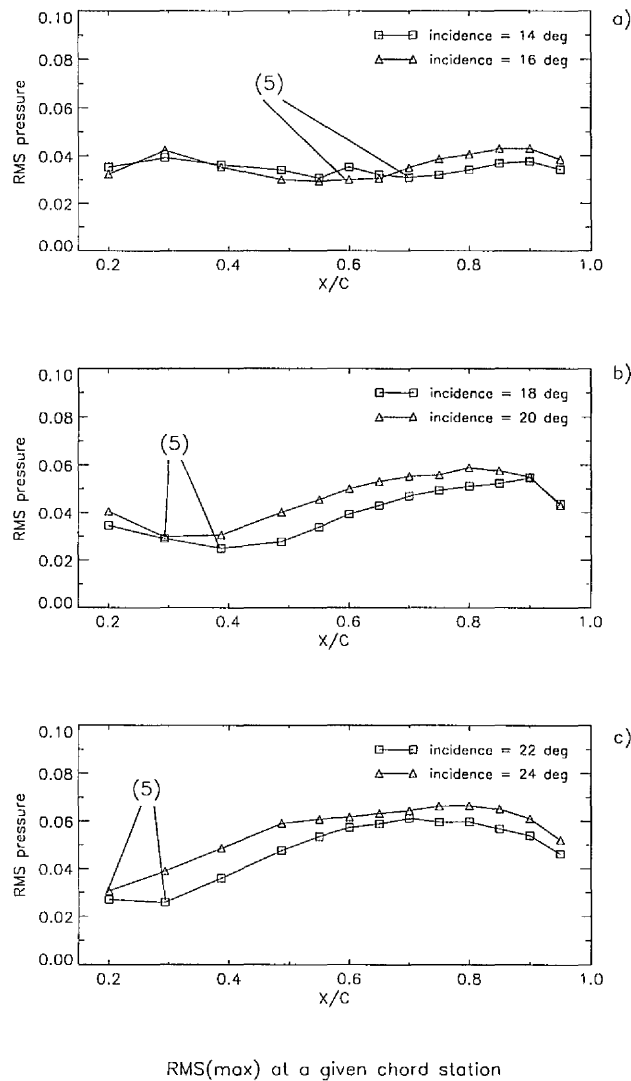 a)
incidence = 14 deg
incidence = 16 deg
(5)
RMS pressure
0.10
0.08
0.06
0.04
0.02
0.00
0.2 0.4 0.6 0.8 1.0
X/C
b)
incidence = 18 deg
incidence = 20 deg
(5)
RMS pressure
0.10
0.08
0.06
0.04
0.02
0.00
0.2 0.4 0.6 0.8 1.0
X/C
c)
incidence = 22 deg
incidence = 24 deg
(5)
RMS pressure
0.10
0.08
0.06
0.04
0.02
0.00
0.2 0.4 0.6 0.8 1.0
X/C
RMS(max) at a given chord station